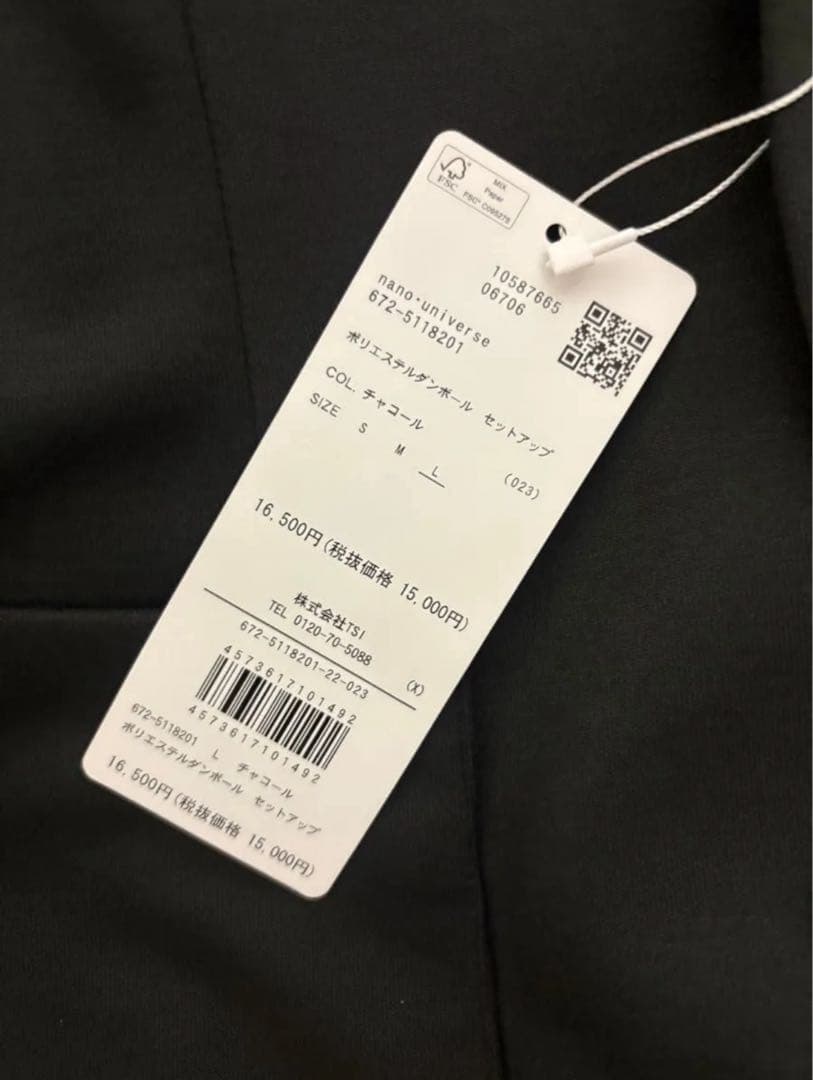 FSC
MIX
Paper
FSC® C095275
10587665
06706
nano・universe
672-5118201
ポリエステルダンボール セットアップ
COL. チャコール (023)
SIZE S M L
16,500円(税抜価格 15,000円)
株式会社TSI
TEL 0120-70-5088
672-5118201-22-023 (X)
4573617101492
4573617101492
672-5118201 L チャコール
ポリエステルダンボール セットアップ
16,500円(税抜価格 15,000円)